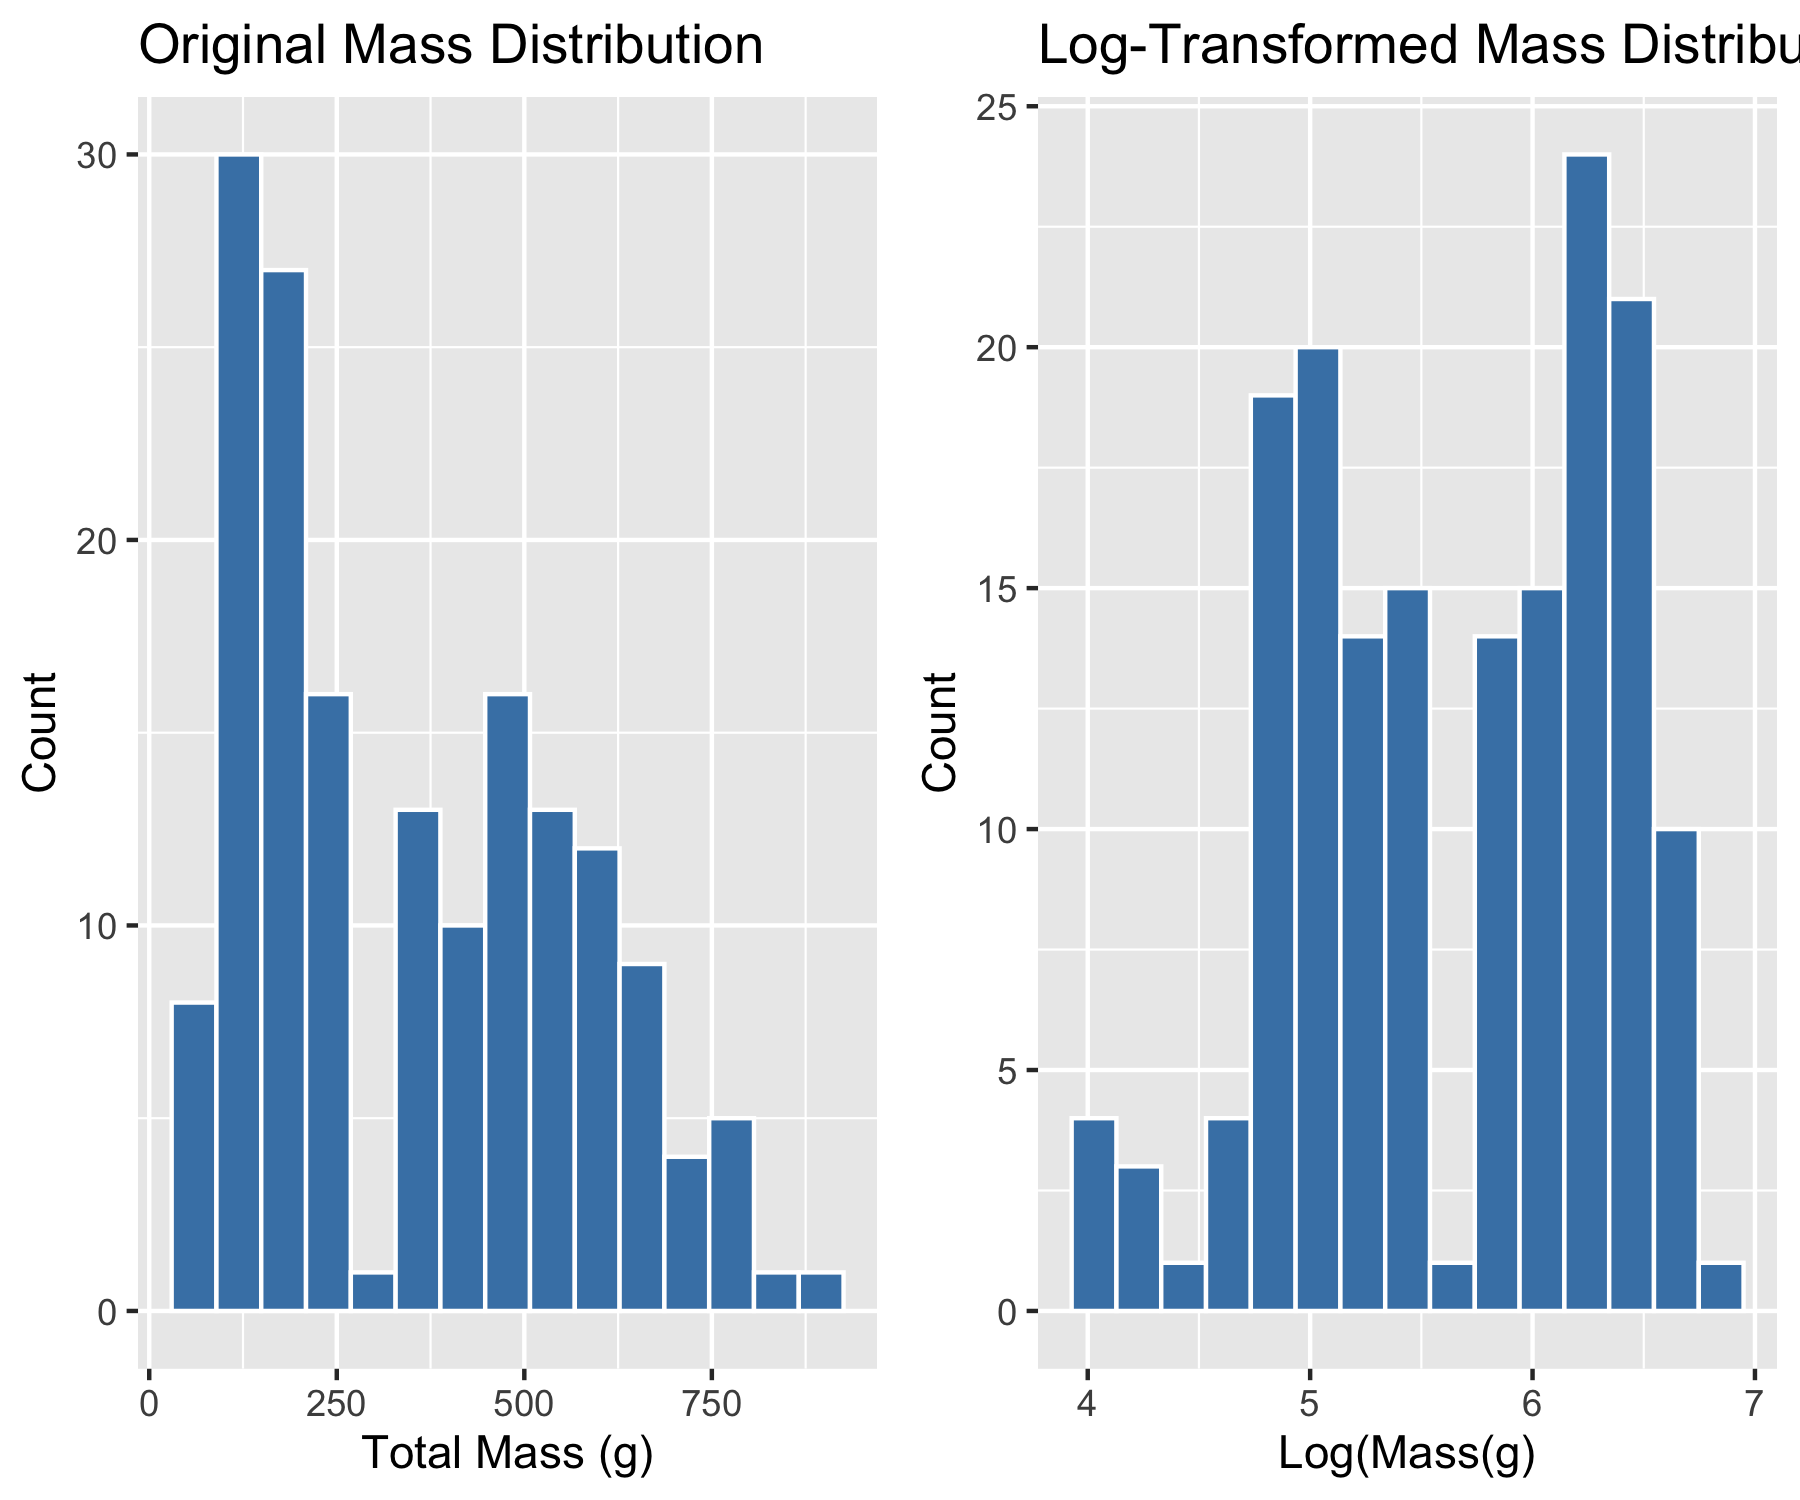 Original Mass Distribution
30
20
10
0
Count
0 250 500 750
Total Mass (g)
Log-Transformed Mass Distribu
25
20
15
10
5
0
Count
4 5 6 7
Log(Mass(g)